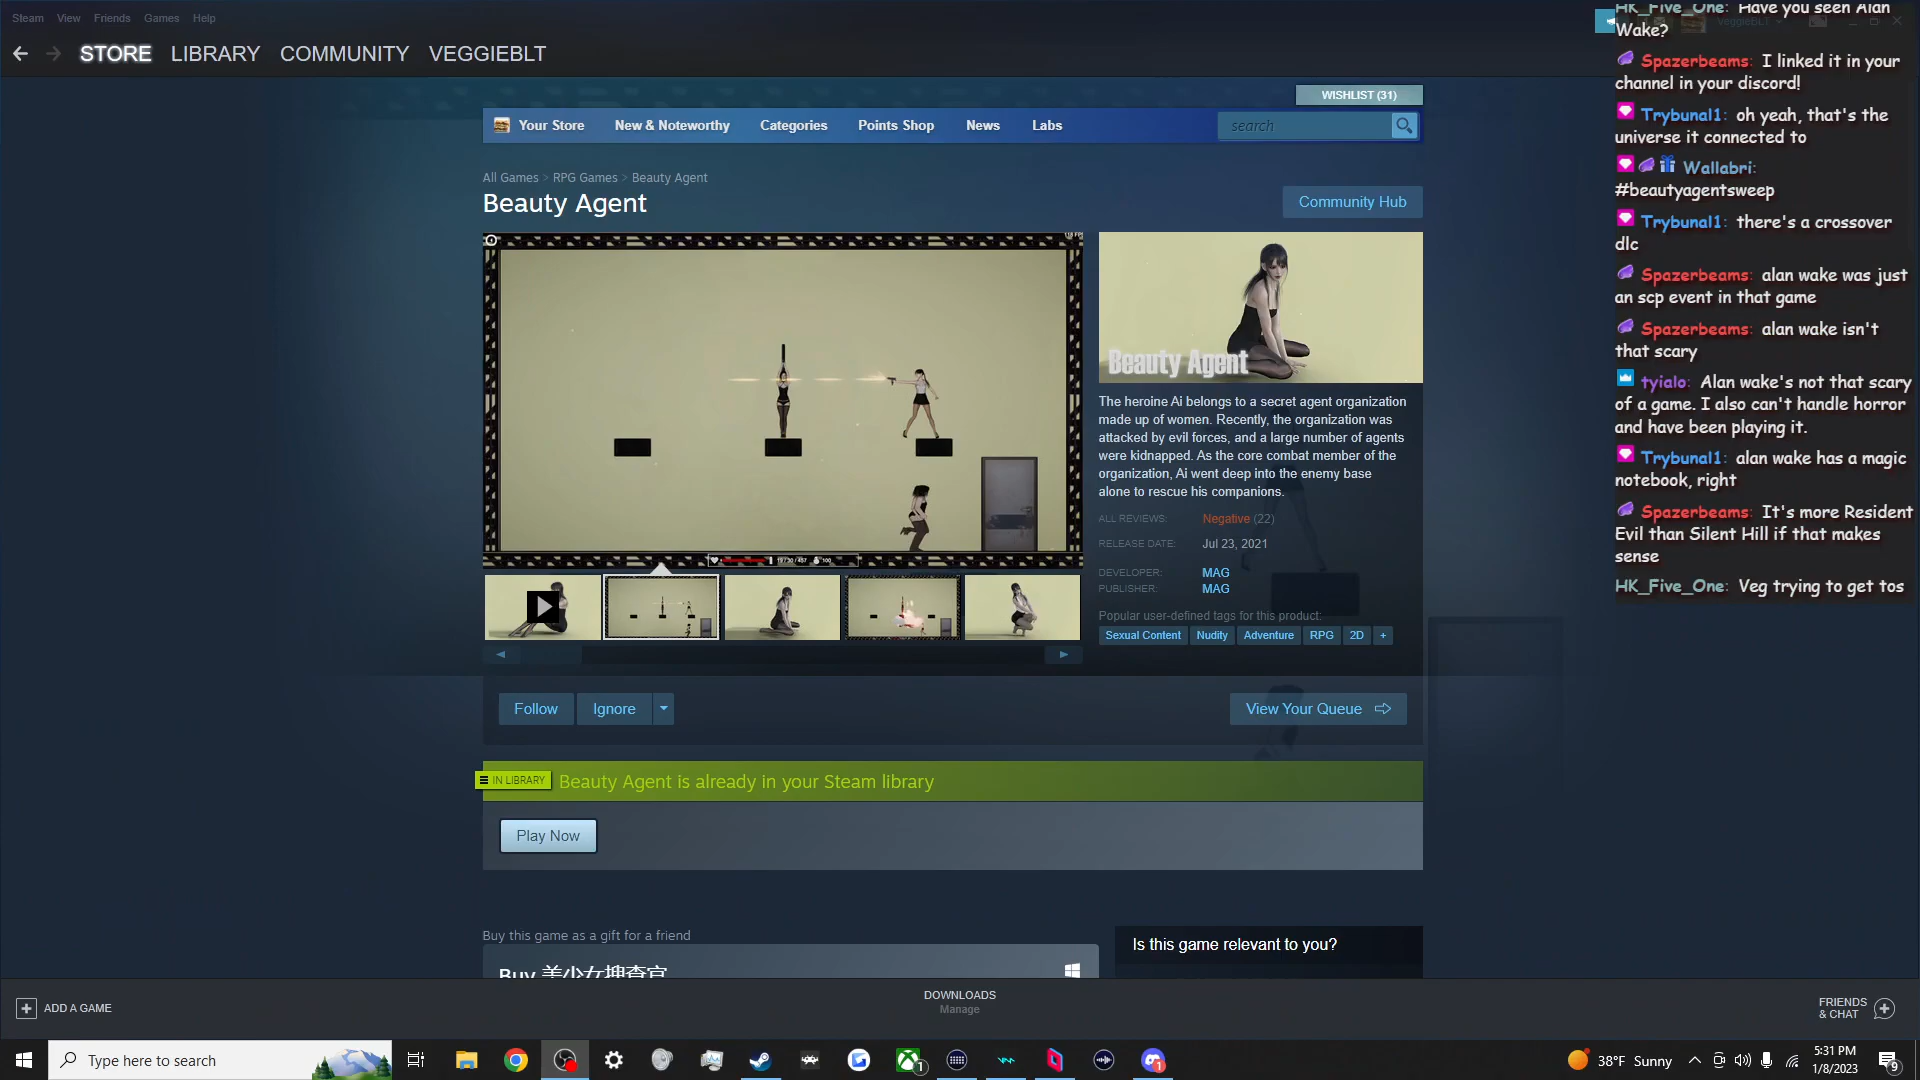 Steam View Friends Games Help
STORE LIBRARY COMMUNITY VEGGIEBLT
WISHLIST (31)
Your Store New & Noteworthy Categories Points Shop News Labs
search
All Games > RPG Games > Beauty Agent
Beauty Agent
Community Hub
Beauty Agent
The heroine Ai belongs to a secret agent organization
made up of women. Recently, the organization was
attacked by evil forces, and a large number of agents
were kidnapped. As the core combat member of the
organization, Ai went deep into the enemy base
alone to rescue his companions.
ALL REVIEWS: Negative (22)
RELEASE DATE: Jul 23, 2021
DEVELOPER: MAG
PUBLISHER: MAG
Popular user-defined tags for this product:
Sexual Content Nudity Adventure RPG 2D +
Follow Ignore
View Your Queue
IN LIBRARY Beauty Agent is already in your Steam library
Play Now
Buy this game as a gift for a friend
Buy 美少女搜查官
Is this game relevant to you?
HK_Five_One: Have you seen Alan
Wake?
Spazerbeams: I linked it in your
channel in your discord!
Trybunal1: oh yeah, that's the
universe it connected to
Wallabri:
#beautyagentsweep
Trybunal1: there's a crossover
dlc
Spazerbeams: alan wake was just
an scp event in that game
Spazerbeams: alan wake isn't
that scary
tyialo: Alan wake's not that scary
of a game. I also can't handle horror
and have been playing it.
Trybunal1: alan wake has a magic
notebook, right
Spazerbeams: It's more Resident
Evil than Silent Hill if that makes
sense
HK_Five_One: Veg trying to get tos
ADD A GAME
DOWNLOADS
Manage
FRIENDS
& CHAT
Type here to search
38°F Sunny
5:31 PM
1/8/2023